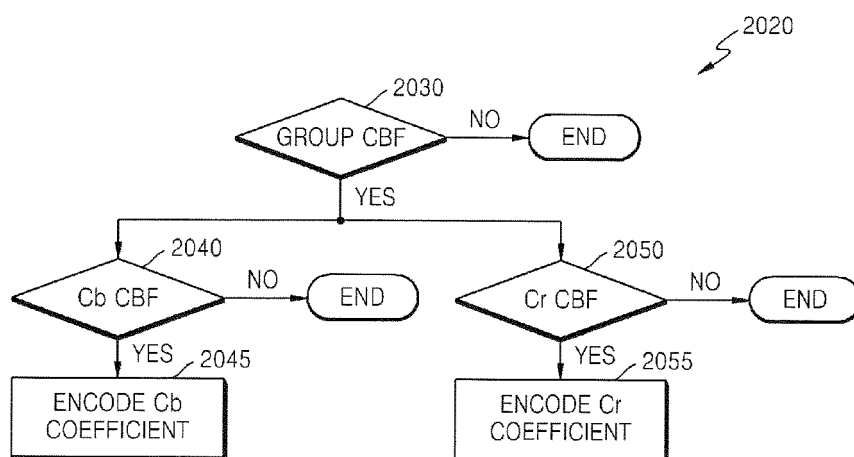 2020
2030
GROUP CBF
NO
END
YES
2040
Cb CBF
NO
END
YES
2045
ENCODE Cb
COEFFICIENT
2050
Cr CBF
NO
END
YES
2055
ENCODE Cr
COEFFICIENT